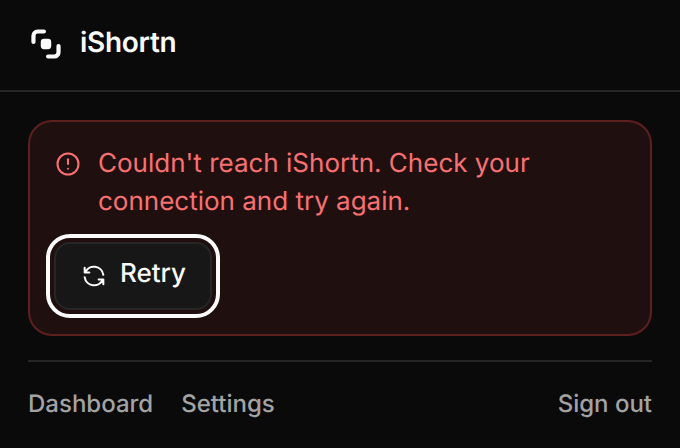 iShortn
Couldn't reach iShortn. Check your
connection and try again.
Retry
Dashboard Settings Sign out